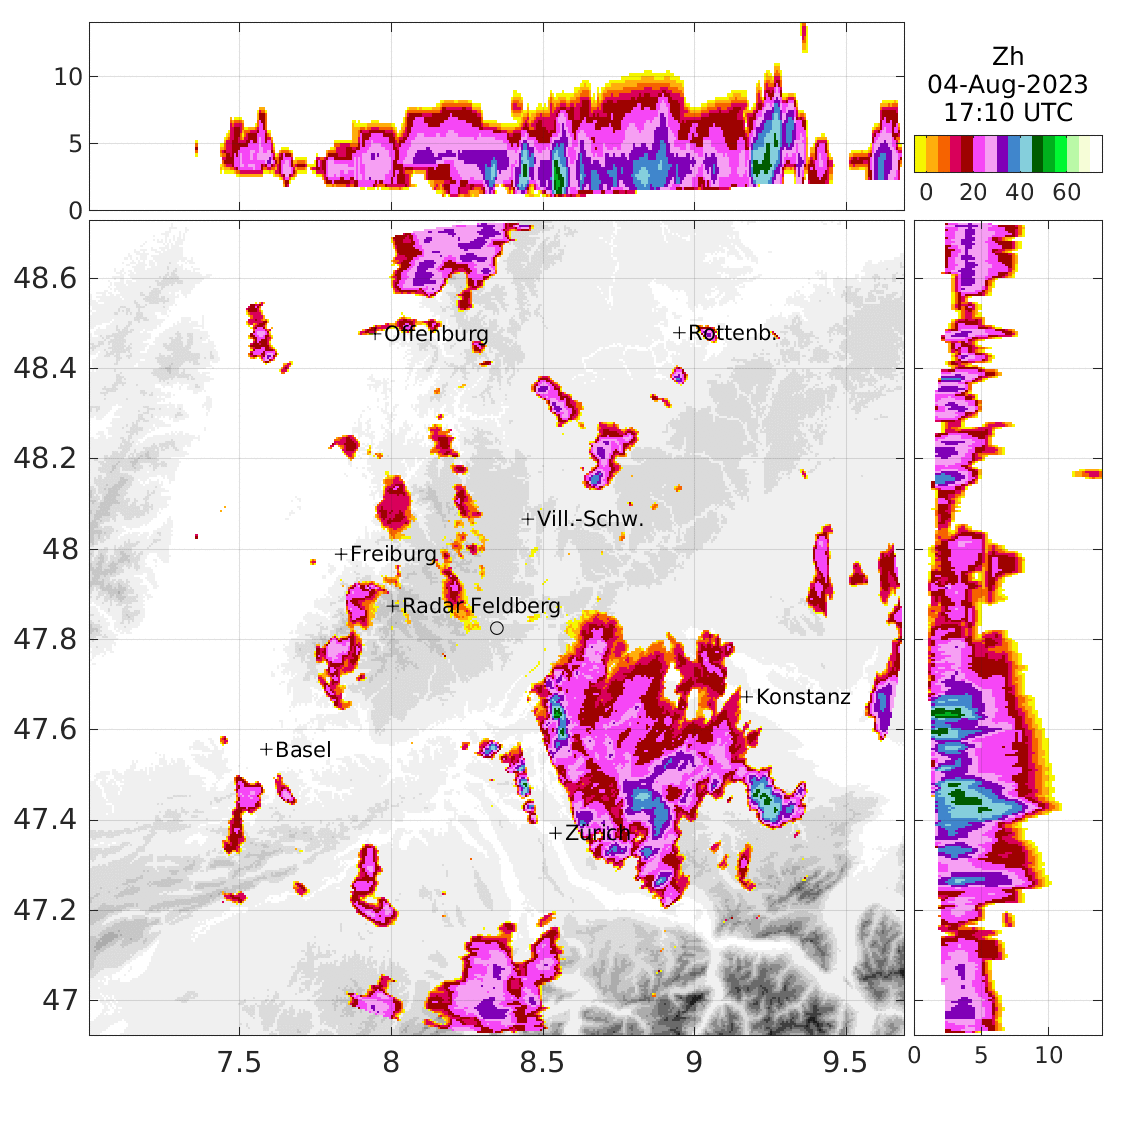 10
5
0
Zh
04-Aug-2023
17:10 UTC
0 20 40 60
48.6
48.4
48.2
48
47.8
47.6
47.4
47.2
47
+Offenburg
+Rottenb.
+Vill.-Schw.
+Freiburg
+Radar Feldberg
+Konstanz
+Basel
+Zürich
7.5 8 8.5 9 9.5
0 5 10